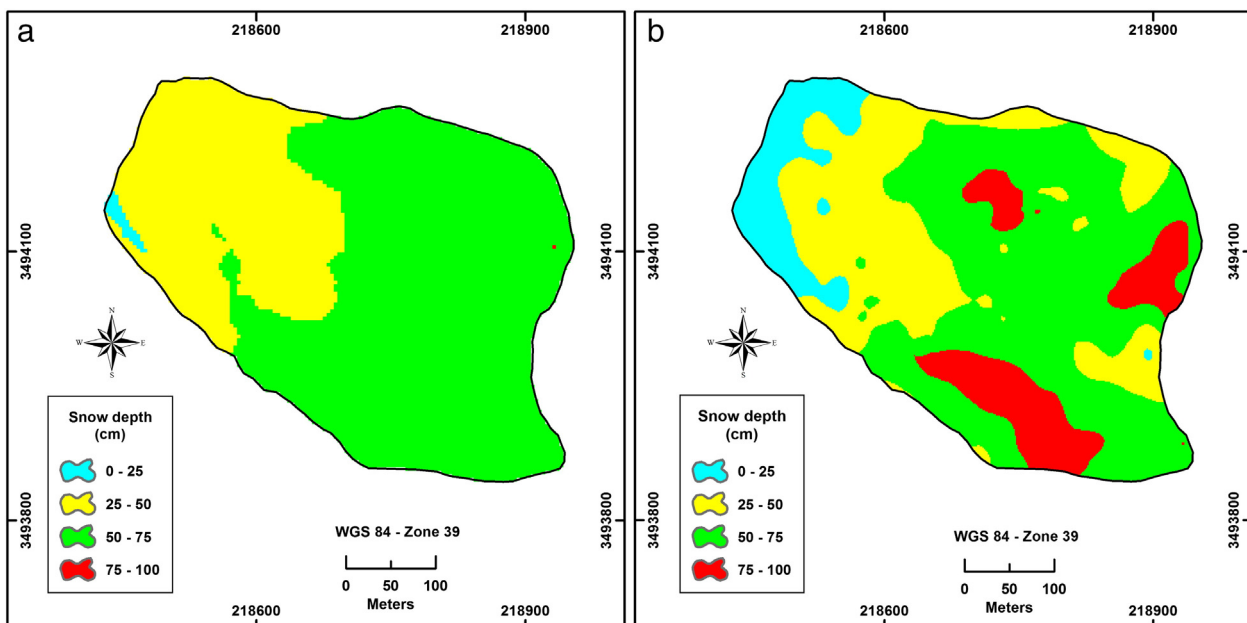 a
218600
218900
3494100
3493800
N
W
E
S
Snow depth
(cm)
0 - 25
25 - 50
50 - 75
75 - 100
WGS 84 - Zone 39
0 50 100
Meters
218600
218900
b
218600
218900
3494100
3494100
3493800
N
W
E
S
Snow depth
(cm)
0 - 25
25 - 50
50 - 75
75 - 100
WGS 84 - Zone 39
0 50 100
Meters
3494100
3493800
3493800
218600
218900